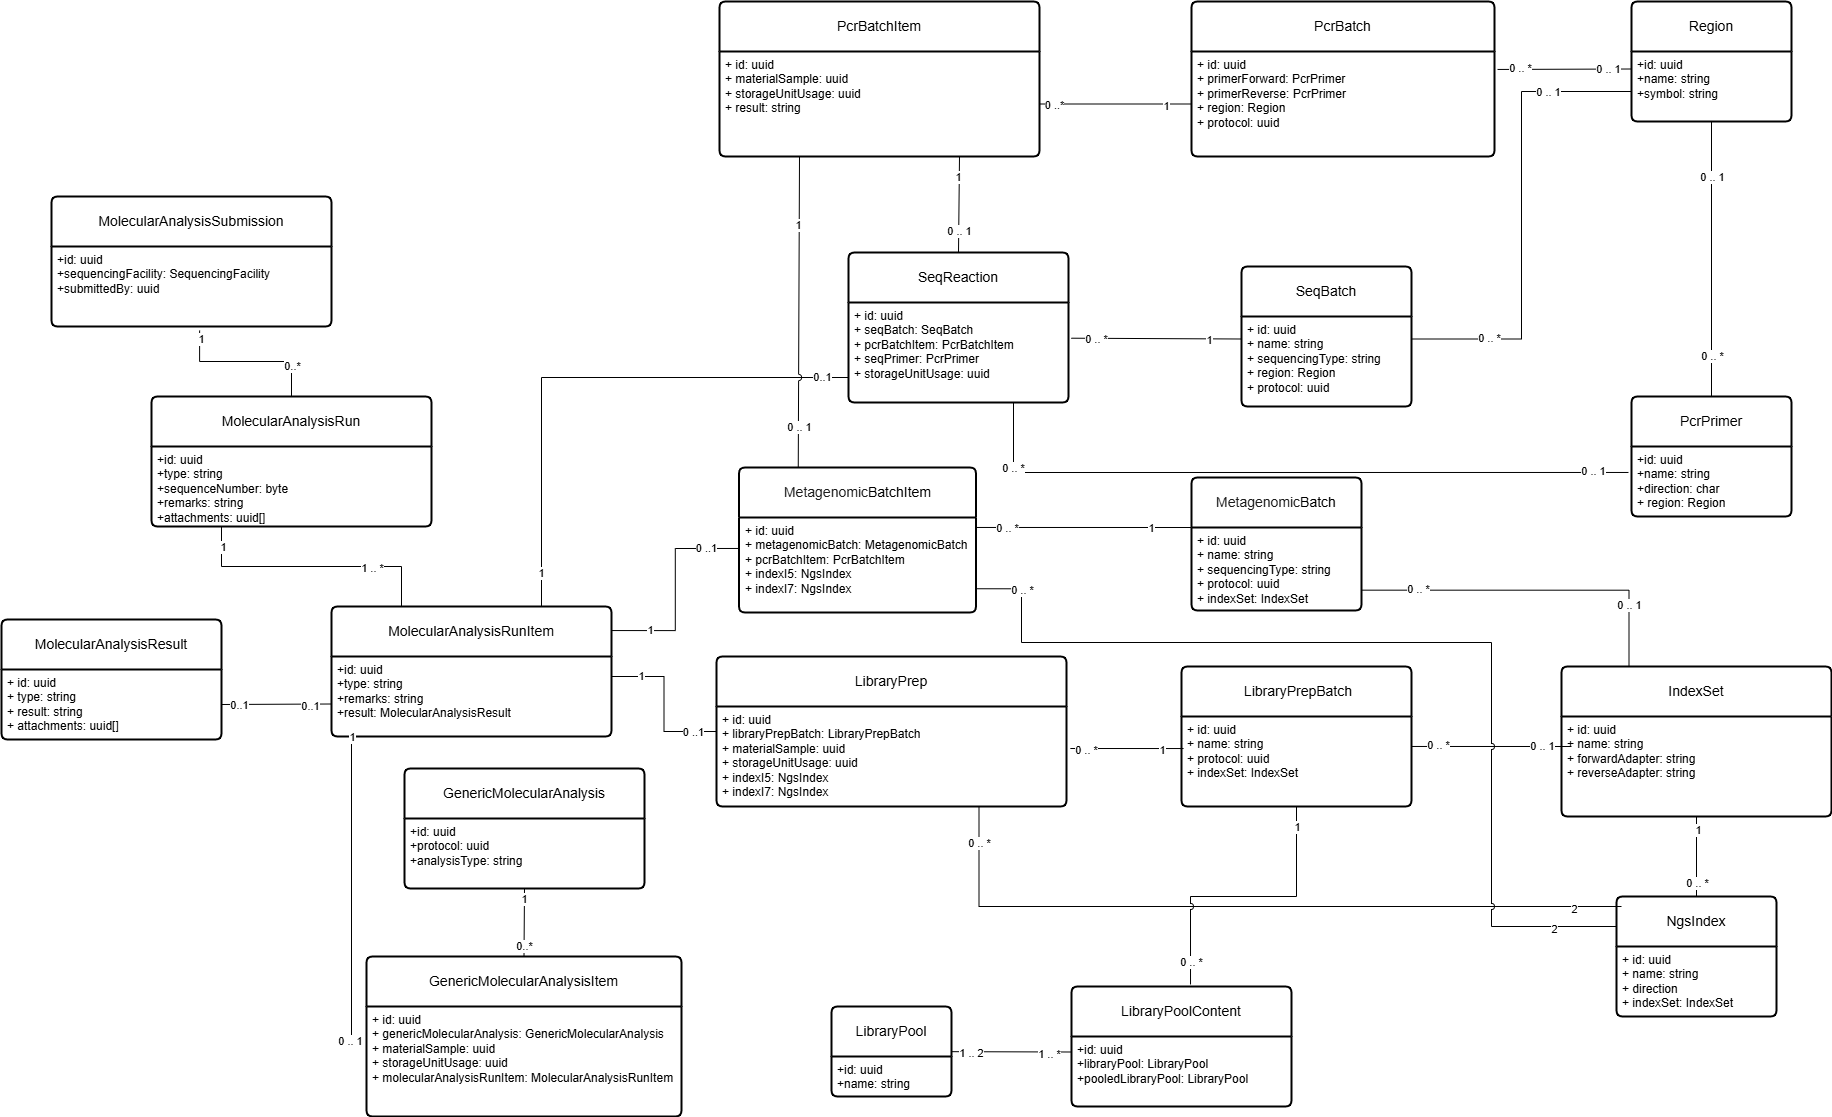 PcrBatchItem
+ id: uuid
+ materialSample: uuid
+ storageUnitUsage: uuid
+ result: string
0 ..*
1
PcrBatch
+ id: uuid
+ primerForward: PcrPrimer
+ primerReverse: PcrPrimer
+ region: Region
+ protocol: uuid
0 .. *
0 .. 1
0 .. 1
Region
+id: uuid
+name: string
+symbol: string
1
1
0 .. 1
0 .. 1
MolecularAnalysisSubmission
+id: uuid
+sequencingFacility: SequencingFacility
+submittedBy: uuid
1
0..*
SeqReaction
+ id: uuid
+ seqBatch: SeqBatch
+ pcrBatchItem: PcrBatchItem
+ seqPrimer: PcrPrimer
+ storageUnitUsage: uuid
0 .. *
1
SeqBatch
+ id: uuid
+ name: string
+ sequencingType: string
+ region: Region
+ protocol: uuid
0 .. *
0 .. *
0..1
0 .. 1
0 .. *
0 .. 1
PcrPrimer
+id: uuid
+name: string
+direction: char
+ region: Region
MolecularAnalysisRun
+id: uuid
+type: string
+sequenceNumber: byte
+remarks: string
+attachments: uuid[]
1
1 .. *
1
MetagenomicBatchItem
+ id: uuid
+ metagenomicBatch: MetagenomicBatch
+ pcrBatchItem: PcrBatchItem
+ indexI5: NgsIndex
+ indexI7: NgsIndex
0 ..1
0 .. *
1
0 .. *
MetagenomicBatch
+ id: uuid
+ name: string
+ sequencingType: string
+ protocol: uuid
+ indexSet: IndexSet
0 .. *
0 .. 1
MolecularAnalysisResult
+ id: uuid
+ type: string
+ result: string
+ attachments: uuid[]
0..1
0..1
MolecularAnalysisRunItem
+id: uuid
+type: string
+remarks: string
+result: MolecularAnalysisResult
1
1
0 ..1
1
LibraryPrep
+ id: uuid
+ libraryPrepBatch: LibraryPrepBatch
+ materialSample: uuid
+ storageUnitUsage: uuid
+ indexI5: NgsIndex
+ indexI7: NgsIndex
0 .. *
1
LibraryPrepBatch
+ id: uuid
+ name: string
+ protocol: uuid
+ indexSet: IndexSet
0 .. *
0 .. 1
IndexSet
+ id: uuid
+ name: string
+ forwardAdapter: string
+ reverseAdapter: string
GenericMolecularAnalysis
+id: uuid
+protocol: uuid
+analysisType: string
1
0..*
0 .. *
1
1
0 .. *
2
2
NgsIndex
+ id: uuid
+ name: string
+ direction
+ indexSet: IndexSet
0 .. 1
GenericMolecularAnalysisItem
+ id: uuid
+ genericMolecularAnalysis: GenericMolecularAnalysis
+ materialSample: uuid
+ storageUnitUsage: uuid
+ molecularAnalysisRunItem: MolecularAnalysisRunItem
0 .. *
LibraryPool
+id: uuid
+name: string
1 .. 2
1.. *
LibraryPoolContent
+id: uuid
+libraryPool: LibraryPool
+pooledLibraryPool: LibraryPool